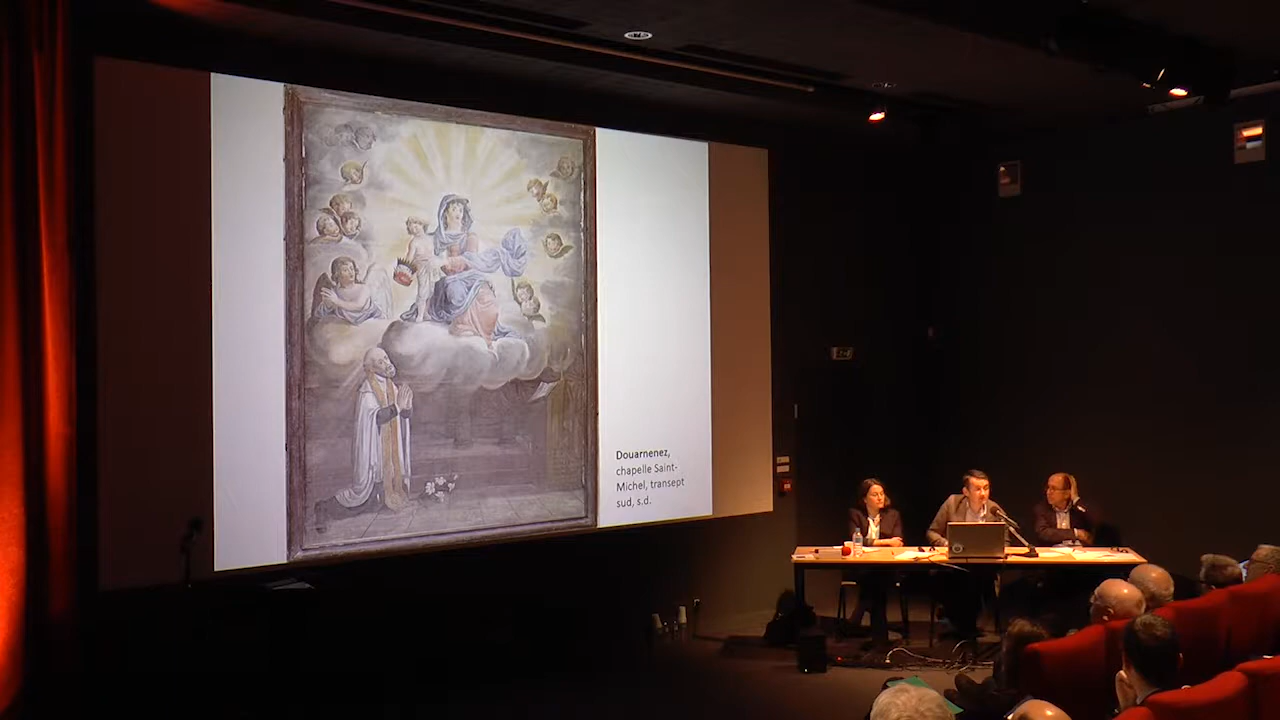 Douarnenez,
chapelle Saint-
Michel, transept
sud, s.d.